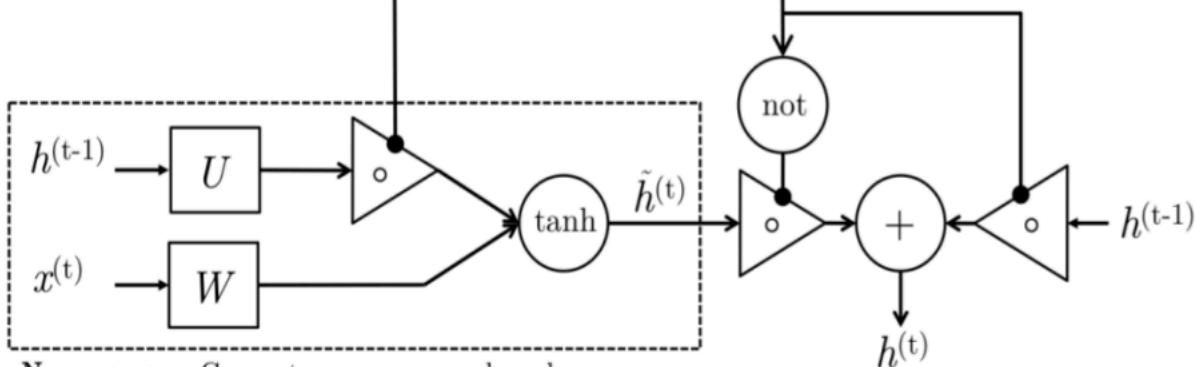 not
h(t-1)
U
o
tanh
h̃(t)
o
+
o
h(t-1)
x(t)
W
h(t)